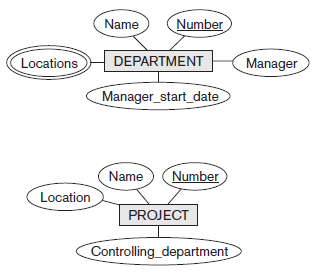 Name
Number
Locations
DEPARTMENT
Manager
Manager_start_date
Name
Number
Location
PROJECT
Controlling_department